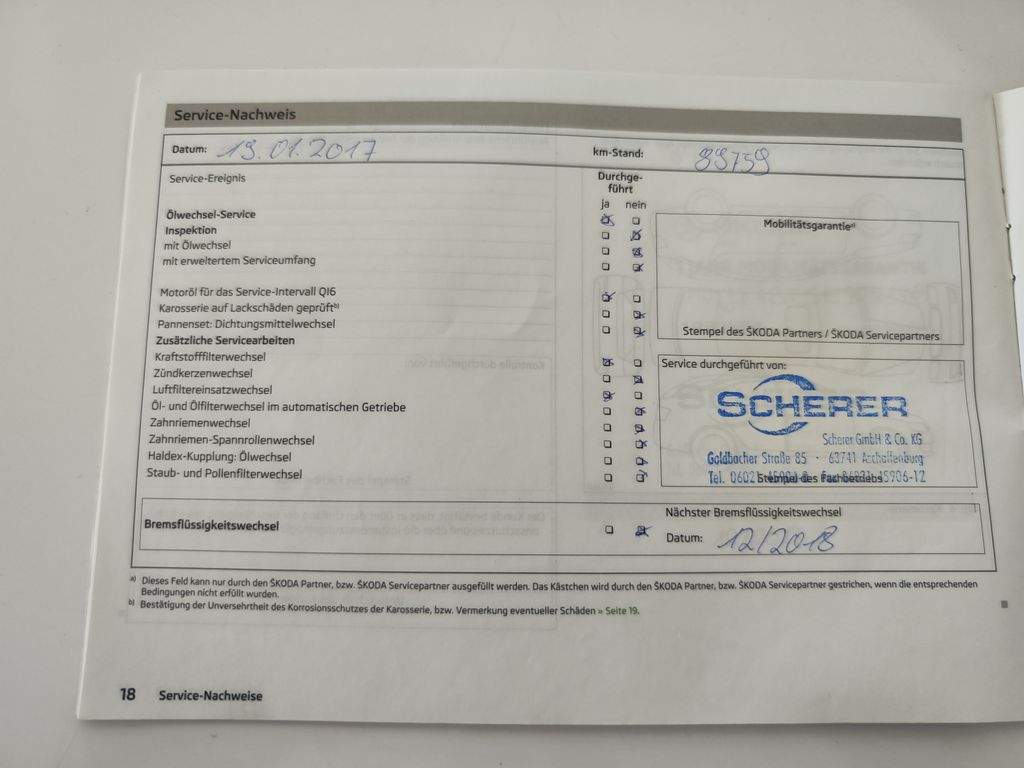 Service-Nachweis
Datum: 19.01.2017 km-Stand: 99759
Service-Ereignis Durchge-
führt
ja nein
Ölwechsel-Service
Inspektion
mit Ölwechsel
mit erweitertem Serviceumfang
Mobilitätsgarantieᵃ⁾
Motoröl für das Service-Intervall QI6
Karosserie auf Lackschäden geprüftᵇ⁾
Pannenset: Dichtungsmittelwechsel
Stempel des ŠKODA Partners / ŠKODA Servicepartners
Zusätzliche Servicearbeiten
Kraftstofffilterwechsel
Zündkerzenwechsel
Luftfiltereinsatzwechsel
Öl- und Ölfilterwechsel im automatischen Getriebe
Zahnriemenwechsel
Zahnriemen-Spannrollenwechsel
Haldex-Kupplung: Ölwechsel
Staub- und Pollenfilterwechsel
Service durchgeführt von:
SCHERER
Scherer GmbH & Co. KG
Goldbacher Straße 85 · 63741 Aschaffenburg
Tel. 0602
Stempel des Fachbetriebs
Bremsflüssigkeitswechsel
Nächster Bremsflüssigkeitswechsel
Datum: 12/2018
a) Dieses Feld kann nur durch den ŠKODA Partner, bzw. ŠKODA Servicepartner ausgefüllt werden. Das Kästchen wird durch den ŠKODA Partner, bzw. ŠKODA Servicepartner gestrichen, wenn die entsprechenden
Bedingungen nicht erfüllt wurden.
b) Bestätigung der Unversehrtheit des Korrosionsschutzes der Karosserie, bzw. Vermerkung eventueller Schäden » Seite 19.
18 Service-Nachweise